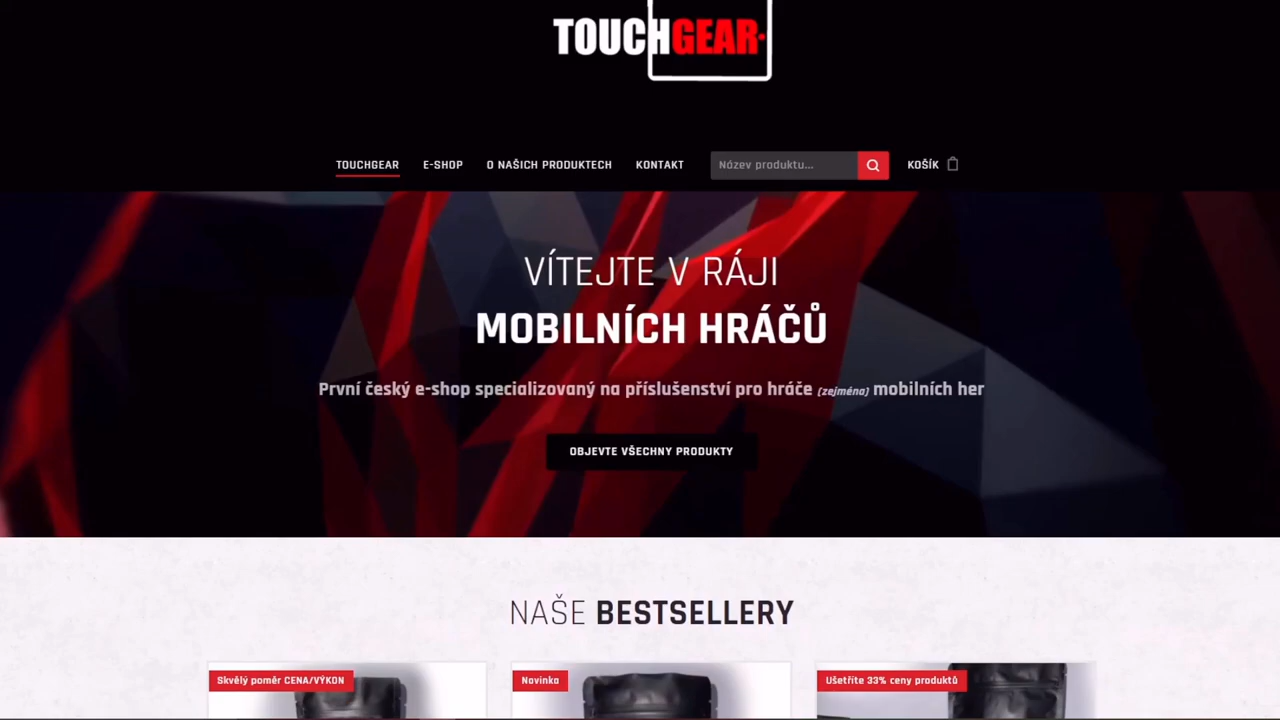 TOUCHGEAR
TOUCHGEAR E-SHOP O NAŠICH PRODUKTECH KONTAKT Název produktu... KOŠÍK
VÍTEJTE V RÁJI
MOBILNÍCH HRÁČŮ
První český e-shop specializovaný na příslušenství pro hráče (zejména) mobilních her
OBJEVTE VŠECHNY PRODUKTY
NAŠE BESTSELLERY
Skvělý poměr CENA/VÝKON Novinka Ušetříte 33% ceny produktů